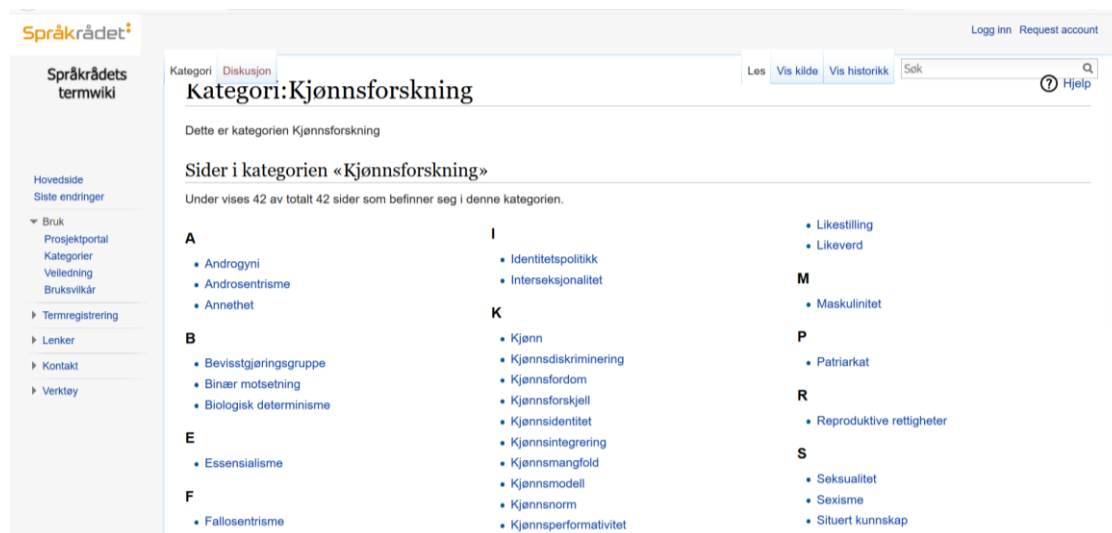 Språkrådet
Logg inn Request account
Språkrådets
termwiki
Kategori Diskusjon
Les Vis kilde Vis historikk Søk
Hjelp
Kategori:Kjønnsforskning
Dette er kategorien Kjønnsforskning
Sider i kategorien «Kjønnsforskning»
Under vises 42 av totalt 42 sider som befinner seg i denne kategorien.
Hovedside
Siste endringer
Bruk
Prosjektportal
Kategorier
Veiledning
Bruksvilkår
Termregistrering
Lenker
Kontakt
Verktøy
A
Androgyni
Androsentrisme
Annethet
B
Bevisstgjøringsgruppe
Binær motsetning
Biologisk determinisme
E
Essensialisme
F
Fallosentrisme
I
Identitetspolitikk
Interseksjonalitet
K
Kjønn
Kjønnsdiskriminering
Kjønnsfordom
Kjønnsforskjell
Kjønnsidentitet
Kjønnsintegrering
Kjønnsmangfold
Kjønnsmodell
Kjønnsnorm
Kjønnsperformativitet
Likestilling
Likeverd
M
Maskulinitet
P
Patriarkat
R
Reproduktive rettigheter
S
Seksualitet
Sexisme
Situert kunnskap